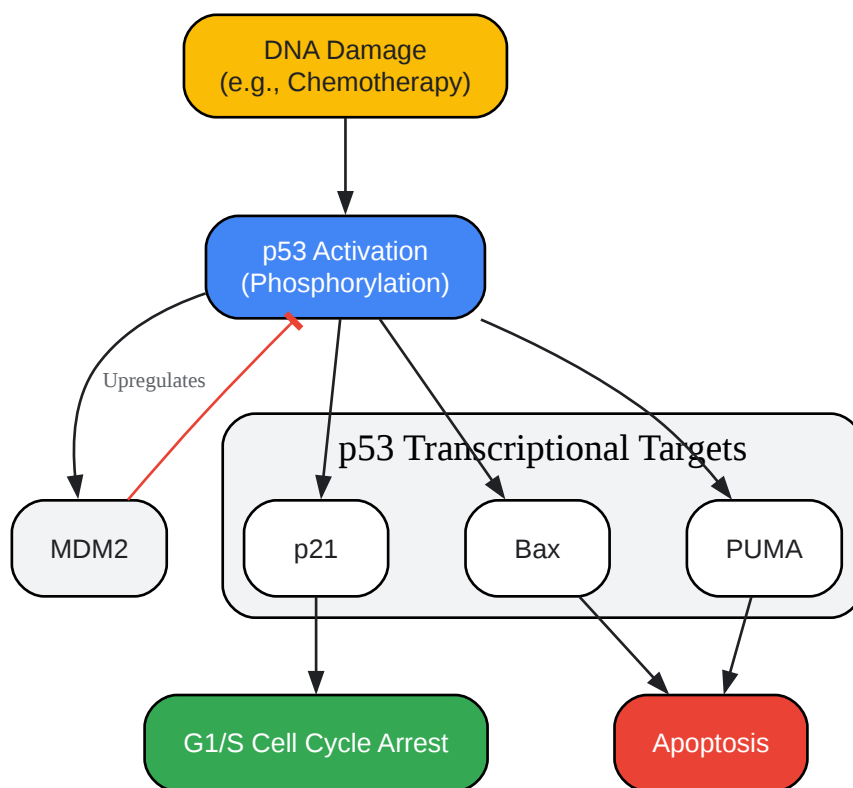 DNA Damage
(e.g., Chemotherapy)
p53 Activation
(Phosphorylation)
Upregulates
p53 Transcriptional Targets
MDM2
p21
Bax
PUMA
G1/S Cell Cycle Arrest
Apoptosis